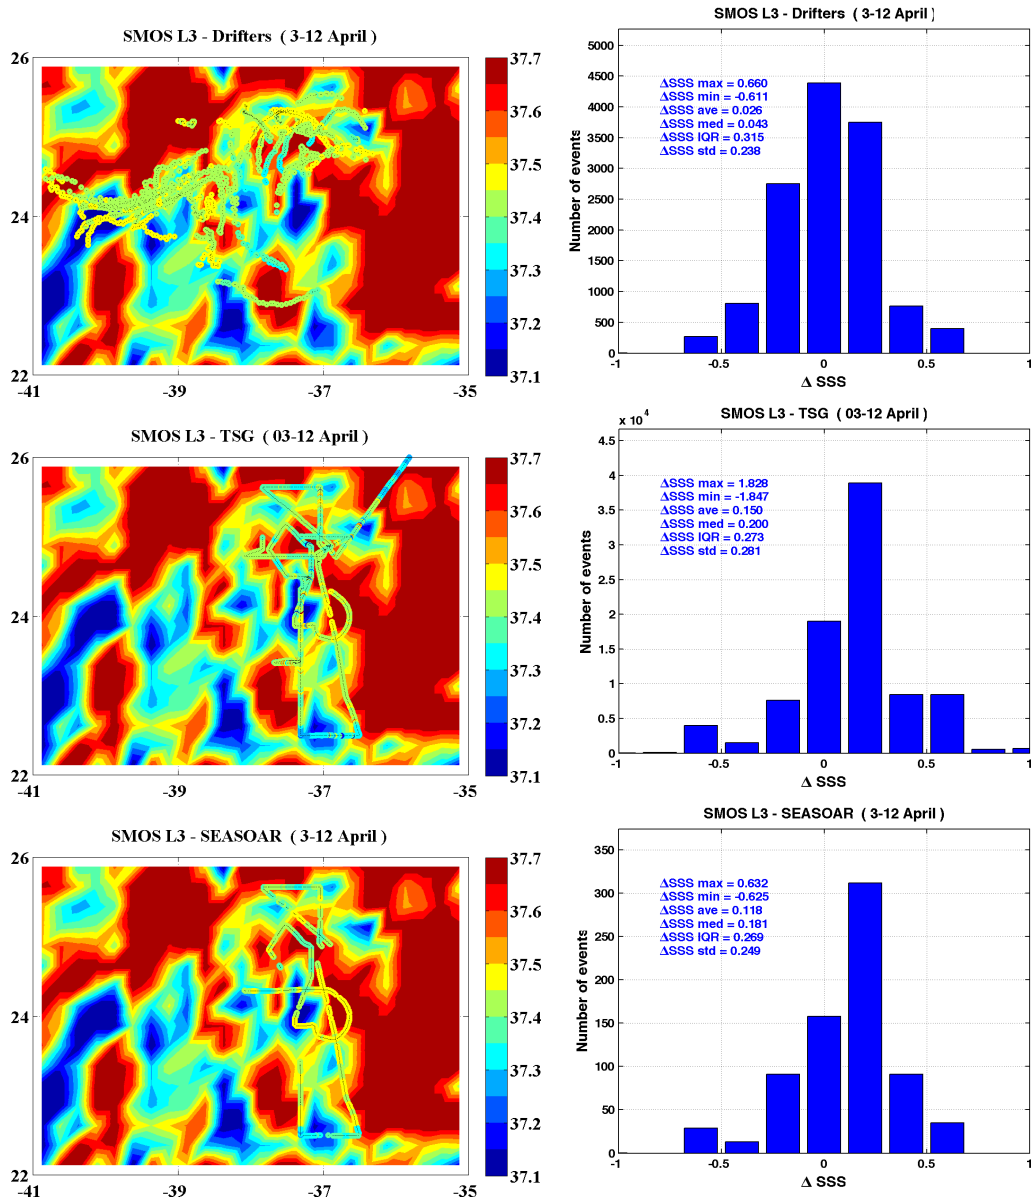 SMOS L3 - Drifters ( 3-12 April )
26
24
22
-41
-39
-37
-35
37.7
37.6
37.5
37.4
37.3
37.2
37.1
SMOS L3 - Drifters ( 3-12 April )
Number of events
5000
4500
4000
3500
3000
2500
2000
1500
1000
500
0
ΔSSS max = 0.660
ΔSSS min = -0.611
ΔSSS ave = 0.026
ΔSSS med = 0.043
ΔSSS IQR = 0.315
ΔSSS std = 0.238
-1
-0.5
0
0.5
1
Δ SSS
SMOS L3 - TSG ( 03-12 April )
26
24
22
-41
-39
-37
-35
37.7
37.6
37.5
37.4
37.3
37.2
37.1
SMOS L3 - TSG ( 03-12 April )
x 10^4
Number of events
4.5
4
3.5
3
2.5
2
1.5
1
0.5
0
ΔSSS max = 1.828
ΔSSS min = -1.847
ΔSSS ave = 0.150
ΔSSS med = 0.200
ΔSSS IQR = 0.273
ΔSSS std = 0.281
-1
-0.5
0
0.5
1
Δ SSS
SMOS L3 - SEASOAR ( 3-12 April )
26
24
22
-41
-39
-37
-35
37.7
37.6
37.5
37.4
37.3
37.2
37.1
SMOS L3 - SEASOAR ( 3-12 April )
Number of events
350
300
250
200
150
100
50
0
ΔSSS max = 0.632
ΔSSS min = -0.625
ΔSSS ave = 0.118
ΔSSS med = 0.181
ΔSSS IQR = 0.269
ΔSSS std = 0.249
-1
-0.5
0
0.5
1
Δ SSS